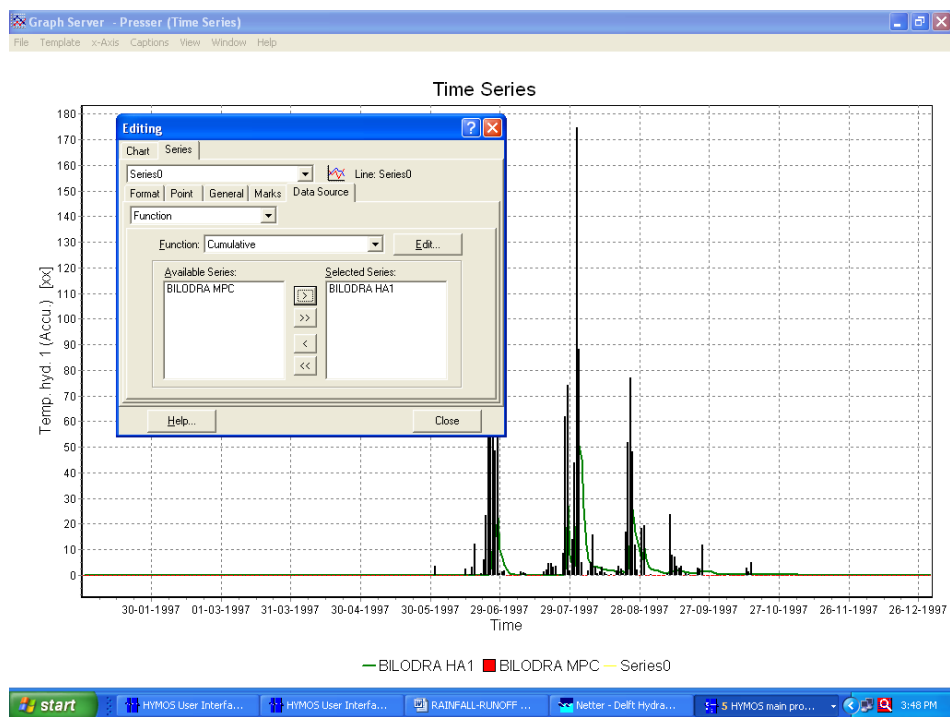 Graph Server - Presser (Time Series)
File Template x-Axis Captions View Window Help
Time Series
Editing
Chart Series
Series0 Line: Series0
Format Point General Marks Data Source
Function
Function: Cumulative Edit...
Available Series: Selected Series:
BILODRA MPC BILODRA HA1
>
>>
<
<<
Help... Close
Temp. hyd. 1 (Accu.) [xx]
180
170
160
150
140
130
120
110
100
90
80
70
60
50
40
30
20
10
0
30-01-1997 01-03-1997 31-03-1997 30-04-1997 30-05-1997 29-06-1997 29-07-1997 28-08-1997 27-09-1997 27-10-1997 26-11-1997 26-12-1997
Time
BILODRA HA1 BILODRA MPC Series0
start HYMOS User Interfa... HYMOS User Interfa... RAINFALL-RUNOFF ... Netter - Delft Hydra... 5 HYMOS main pro... 3:48 PM